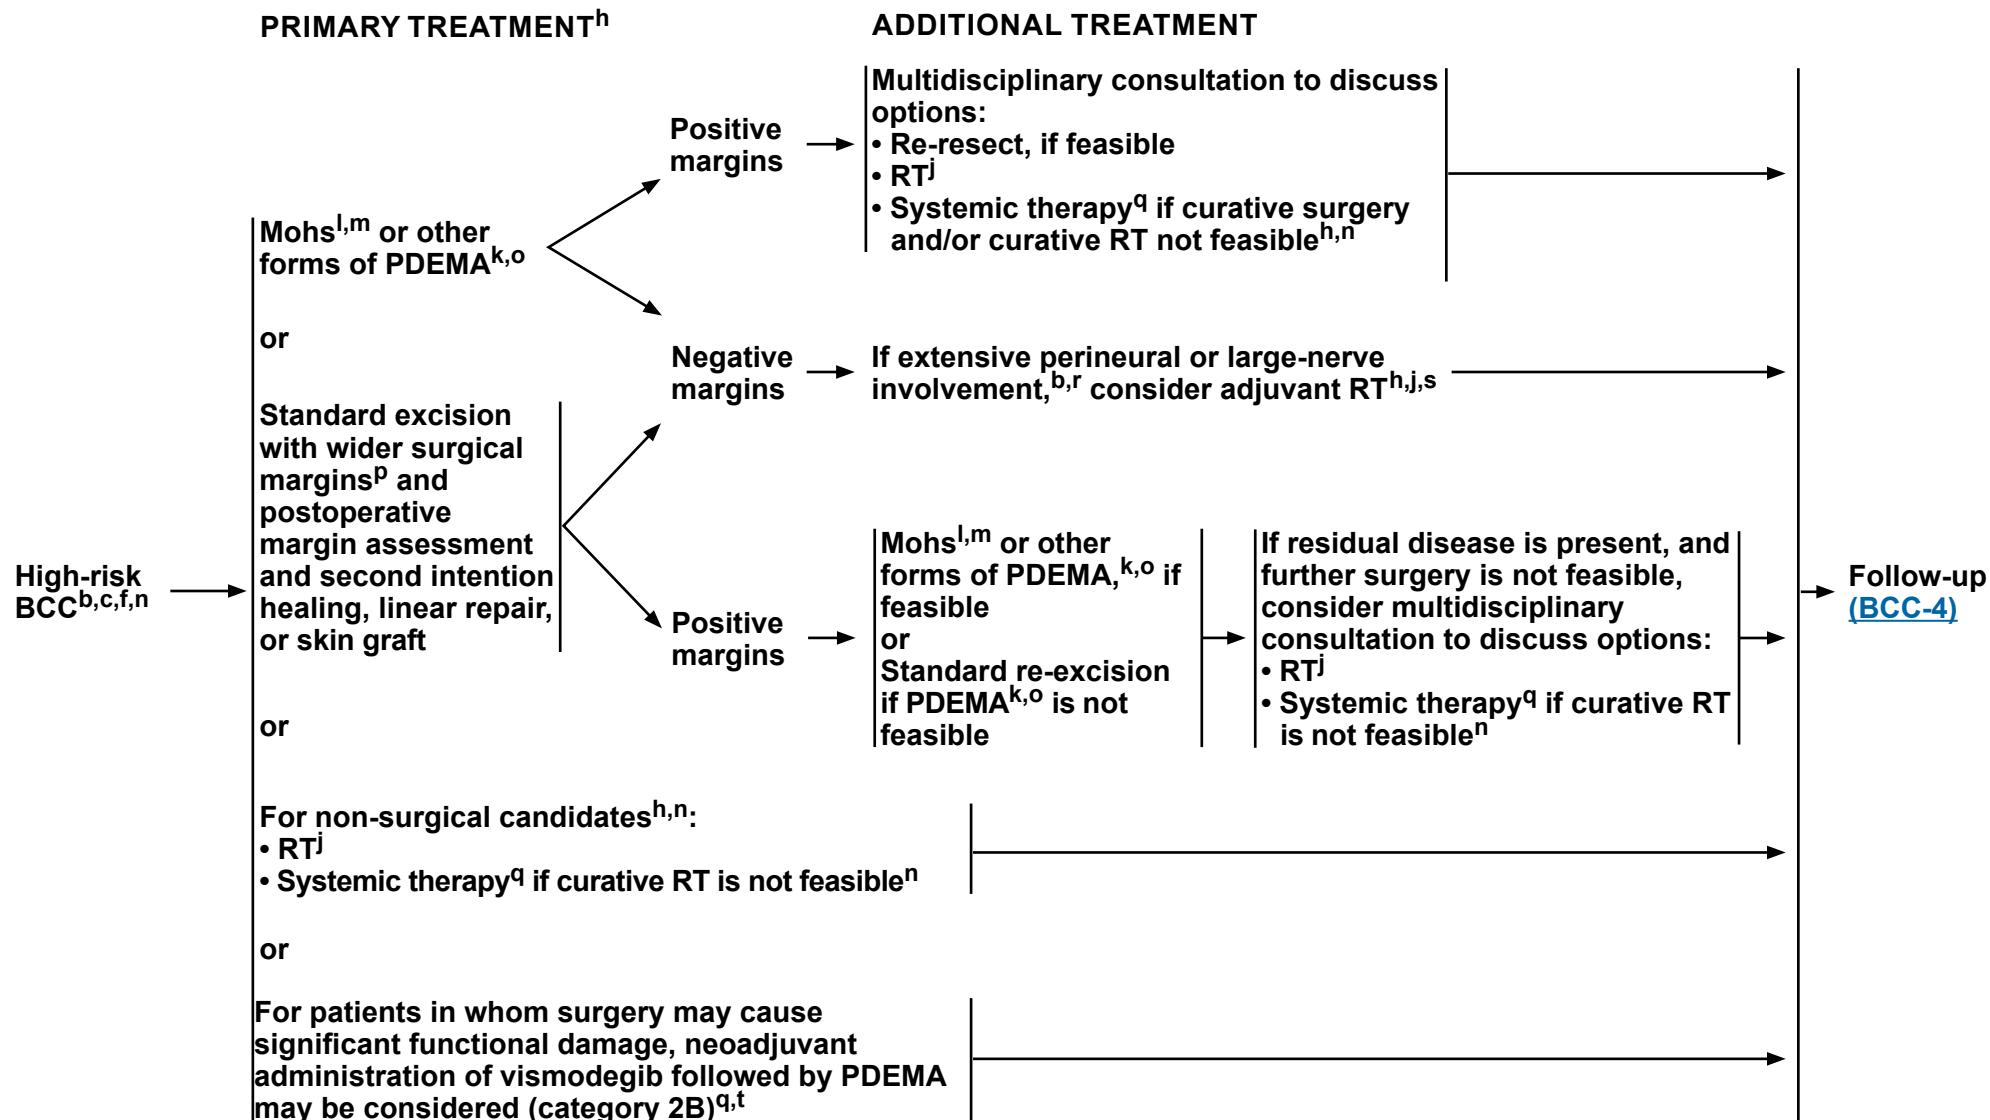 PRIMARY TREATMENTh
ADDITIONAL TREATMENT
High-risk
BCCb,c,f,n
Mohsl,m or other
forms of PDEMAk,o
or
Standard excision
with wider surgical
marginsp and
postoperative
margin assessment
and second intention
healing, linear repair,
or skin graft
or
For non-surgical candidatesh,n:
• RTj
• Systemic therapyq if curative RT is not feasiblen
or
For patients in whom surgery may cause
significant functional damage, neoadjuvant
administration of vismodegib followed by PDEMA
may be considered (category 2B)q,t
Positive
margins
Multidisciplinary consultation to discuss
options:
• Re-resect, if feasible
• RTj
• Systemic therapyq if curative surgery
and/or curative RT not feasibleh,n
Negative
margins
If extensive perineural or large-nerve
involvement,b,r consider adjuvant RTh,j,s
Positive
margins
Mohsl,m or other
forms of PDEMA,k,o if
feasible
or
Standard re-excision
if PDEMAk,o is not
feasible
If residual disease is present, and
further surgery is not feasible,
consider multidisciplinary
consultation to discuss options:
• RTj
• Systemic therapyq if curative RT
is not feasiblen
Follow-up
(BCC-4)